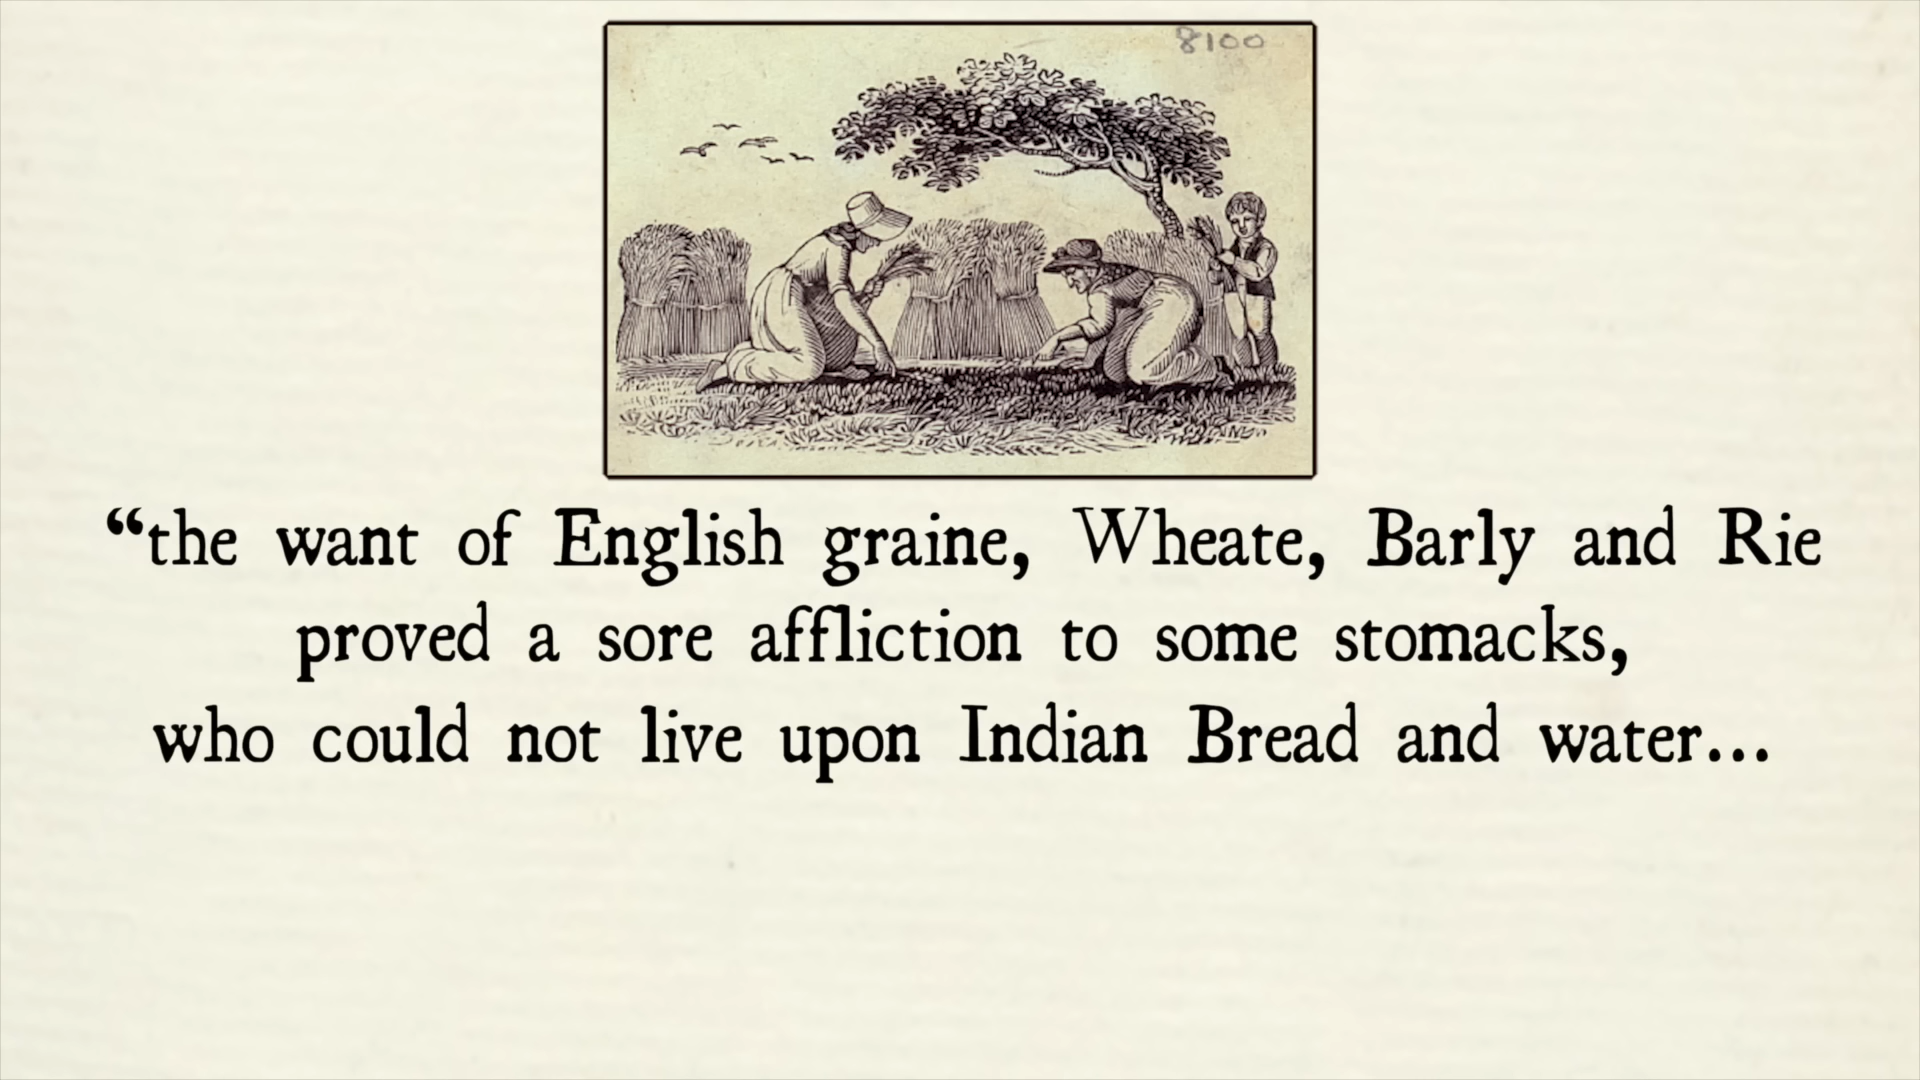 8100
“the want of English graine, Wheate, Barly and Rie
proved a sore affliction to some stomacks,
who could not live upon Indian Bread and water...